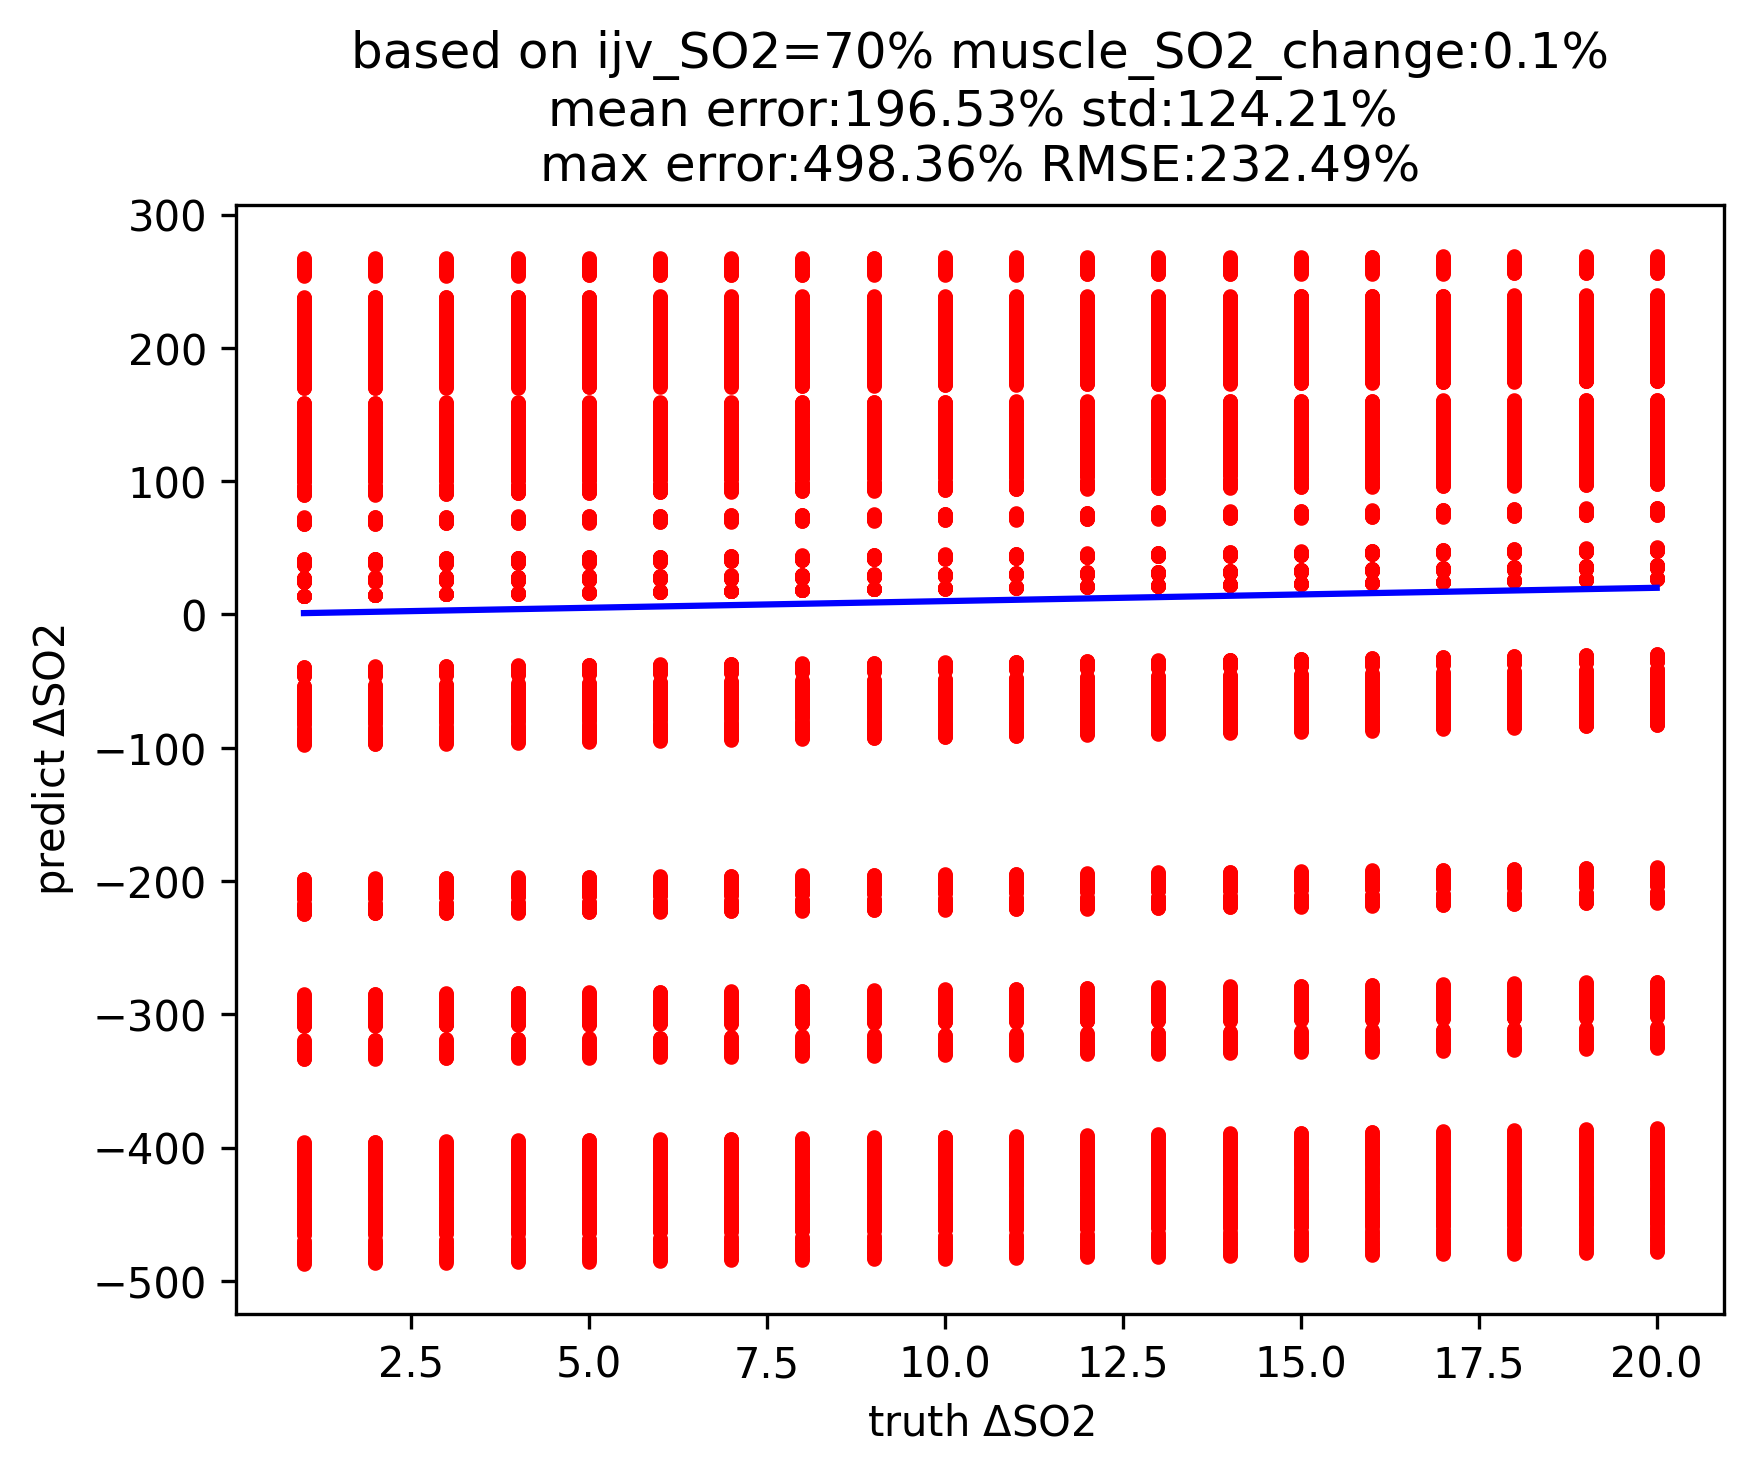 based on ijv_SO2=70% muscle_SO2_change:0.1%
mean error:196.53% std:124.21%
max error:498.36% RMSE:232.49%
300
200
100
0
−100
−200
−300
−400
−500
predict ΔSO2
2.5 5.0 7.5 10.0 12.5 15.0 17.5 20.0
truth ΔSO2